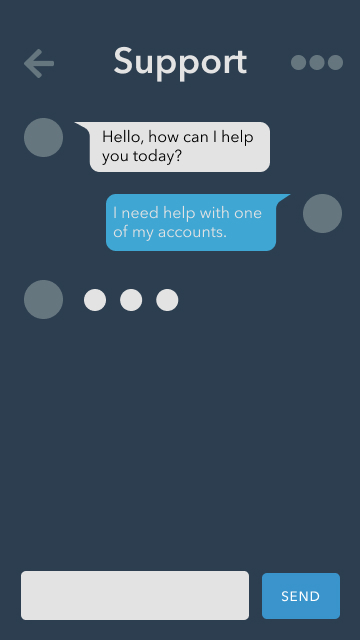 Support
Hello, how can I help
you today?
I need help with one
of my accounts.
SEND